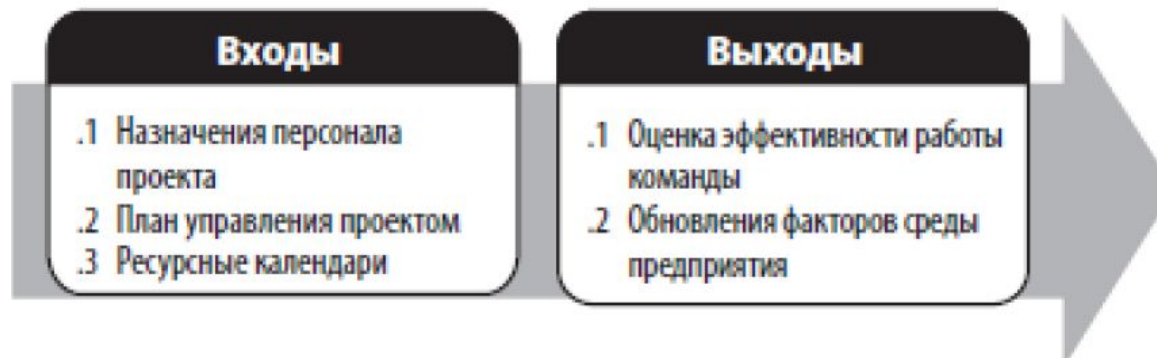 Входы
.1 Назначения персонала
проекта
.2 План управления проектом
.3 Ресурсные календари
Выходы
.1 Оценка эффективности работы
команды
.2 Обновления факторов среды
предприятия